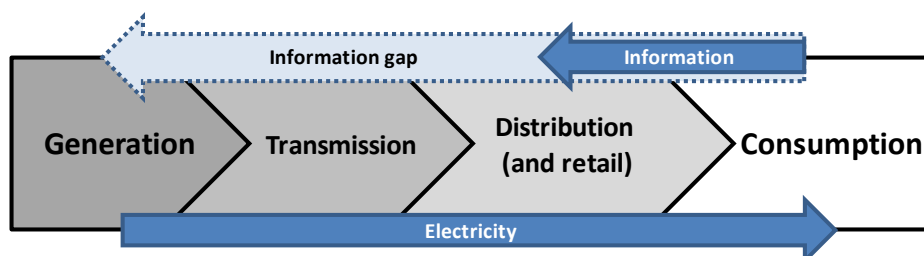 Information gap
Information
Generation
Transmission
Distribution
(and retail)
Consumption
Electricity